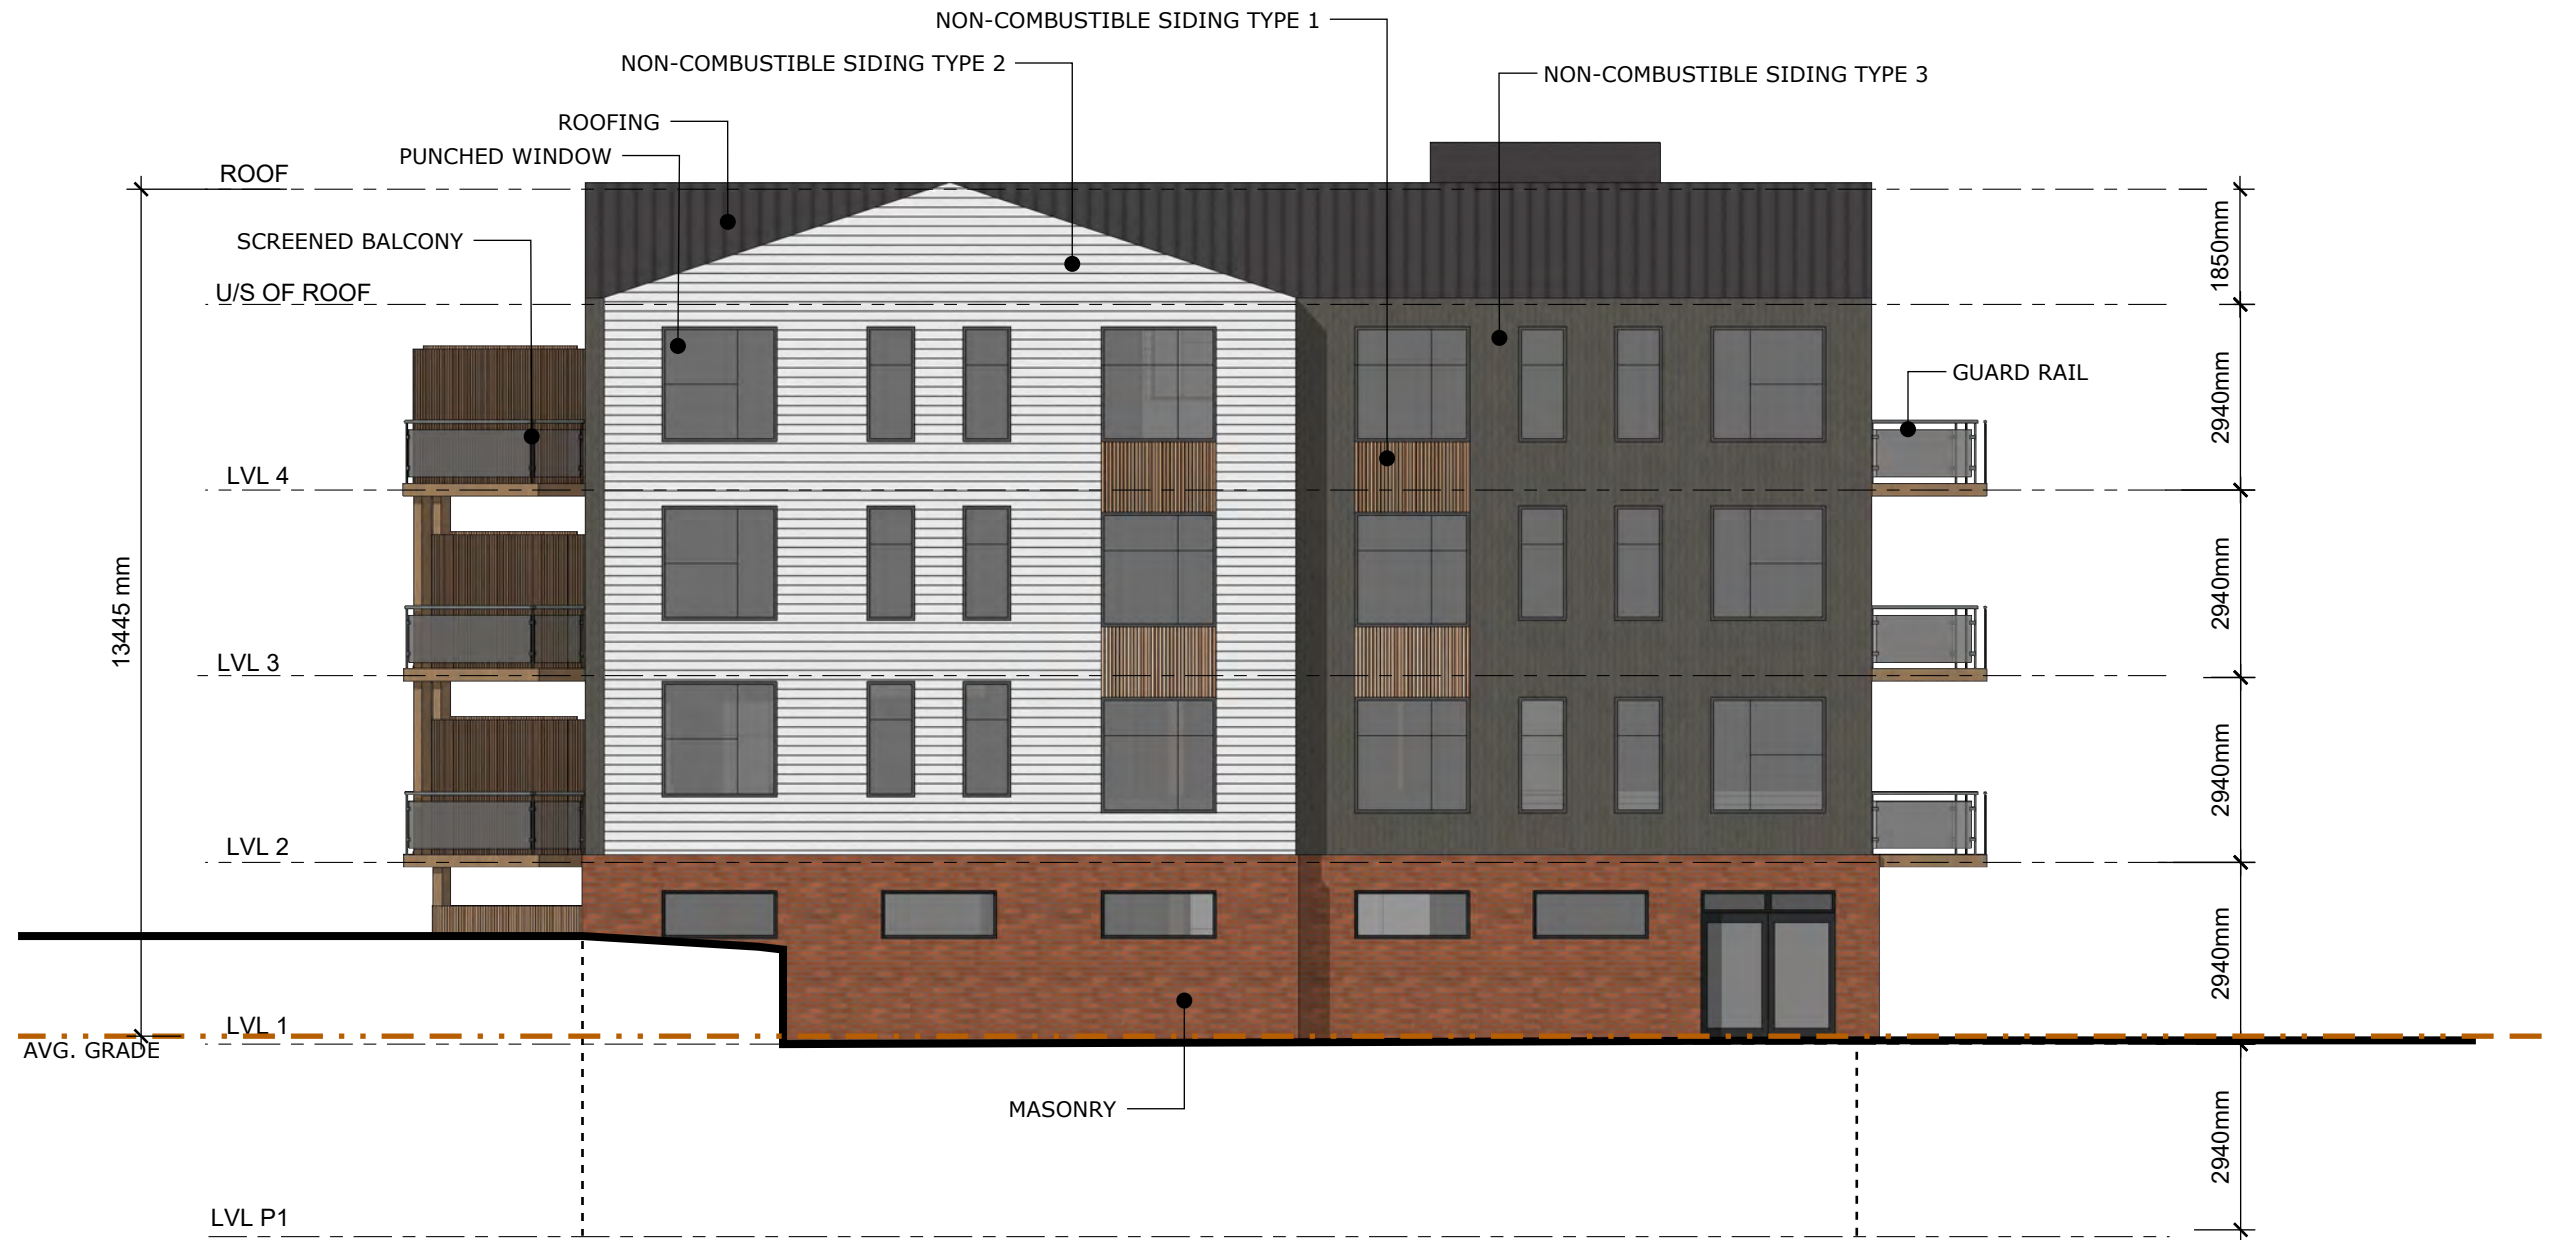 NON-COMBUSTIBLE SIDING TYPE 1
NON-COMBUSTIBLE SIDING TYPE 2
NON-COMBUSTIBLE SIDING TYPE 3
ROOFING
PUNCHED WINDOW
ROOF
SCREENED BALCONY
1850mm
U/S OF ROOF
GUARD RAIL
2940mm
LVL 4
2940mm
13445 mm
LVL 3
2940mm
LVL 2
2940mm
LVL 1
AVG. GRADE
MASONRY
2940mm
LVL P1